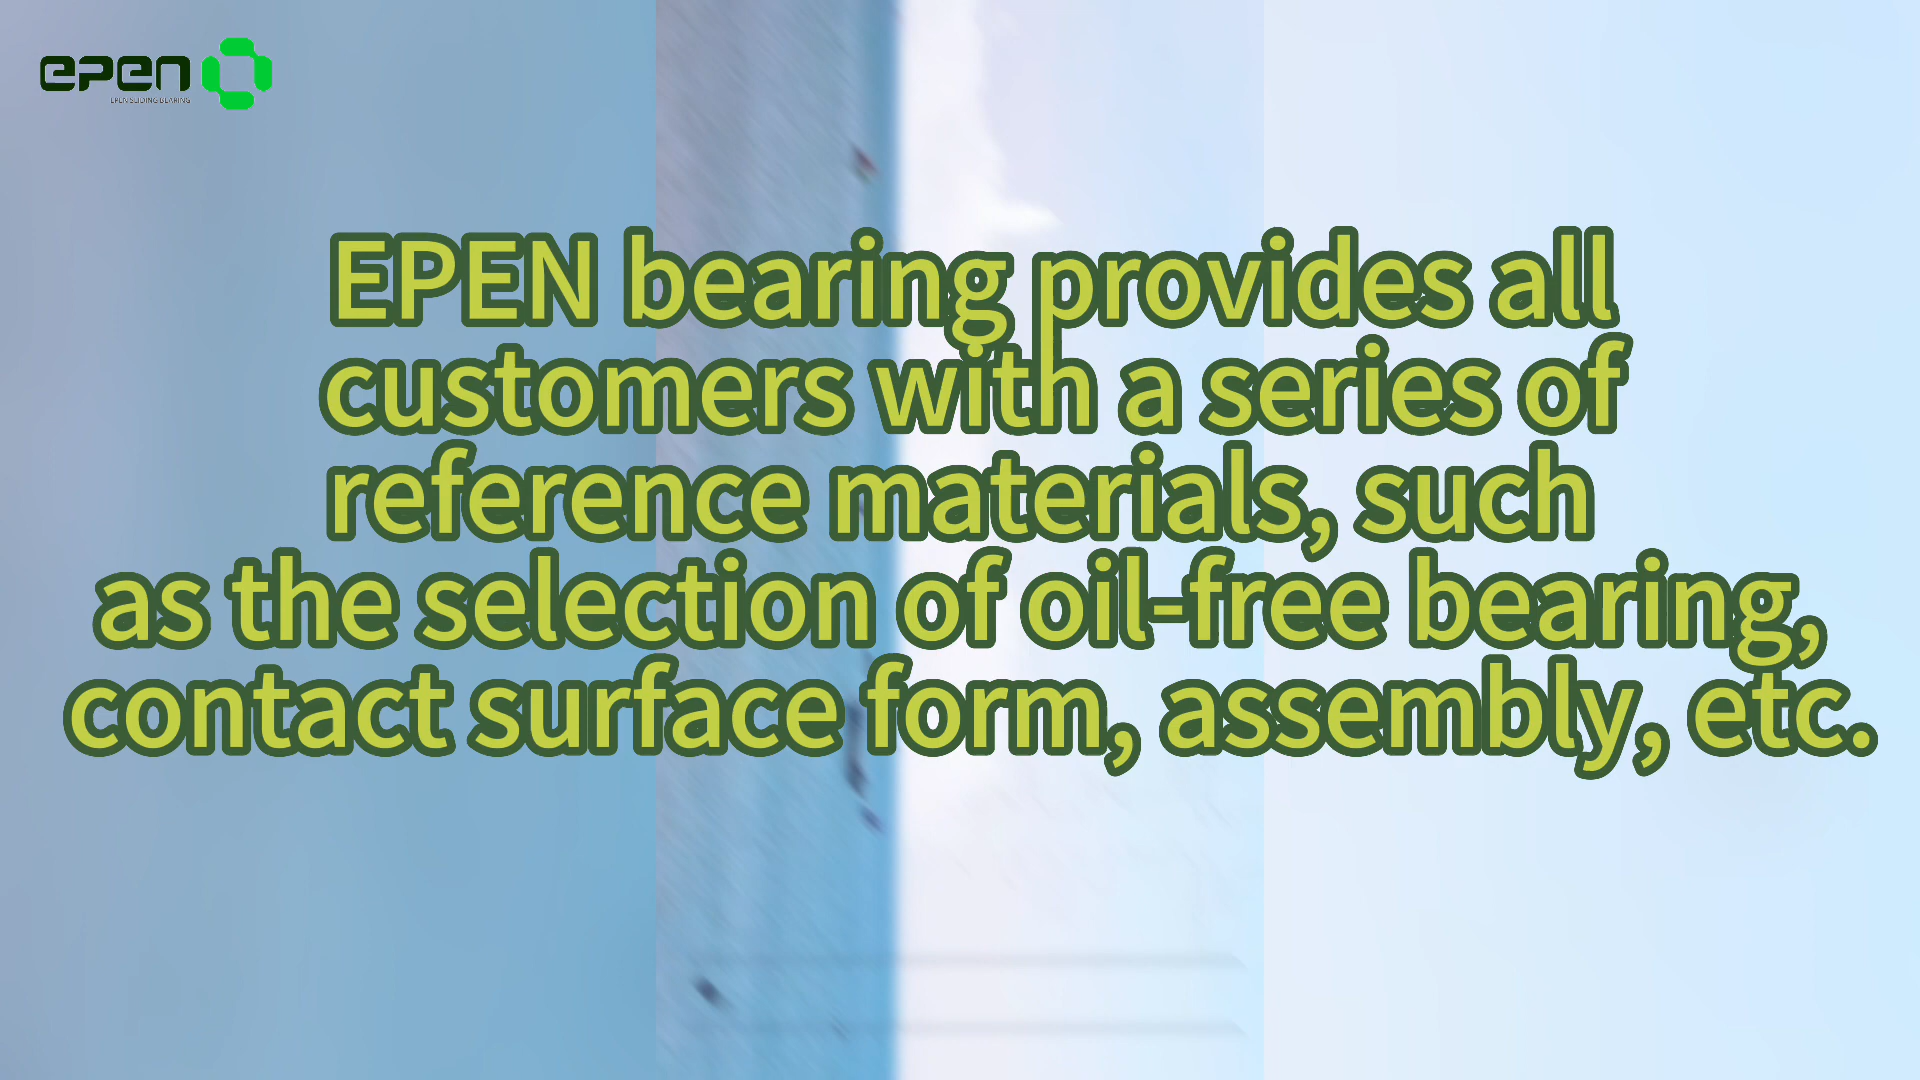 epen
EPEN SLIDING BEARING
EPEN bearing provides all
customers with a series of
reference materials, such
as the selection of oil-free bearing,
contact surface form, assembly, etc.